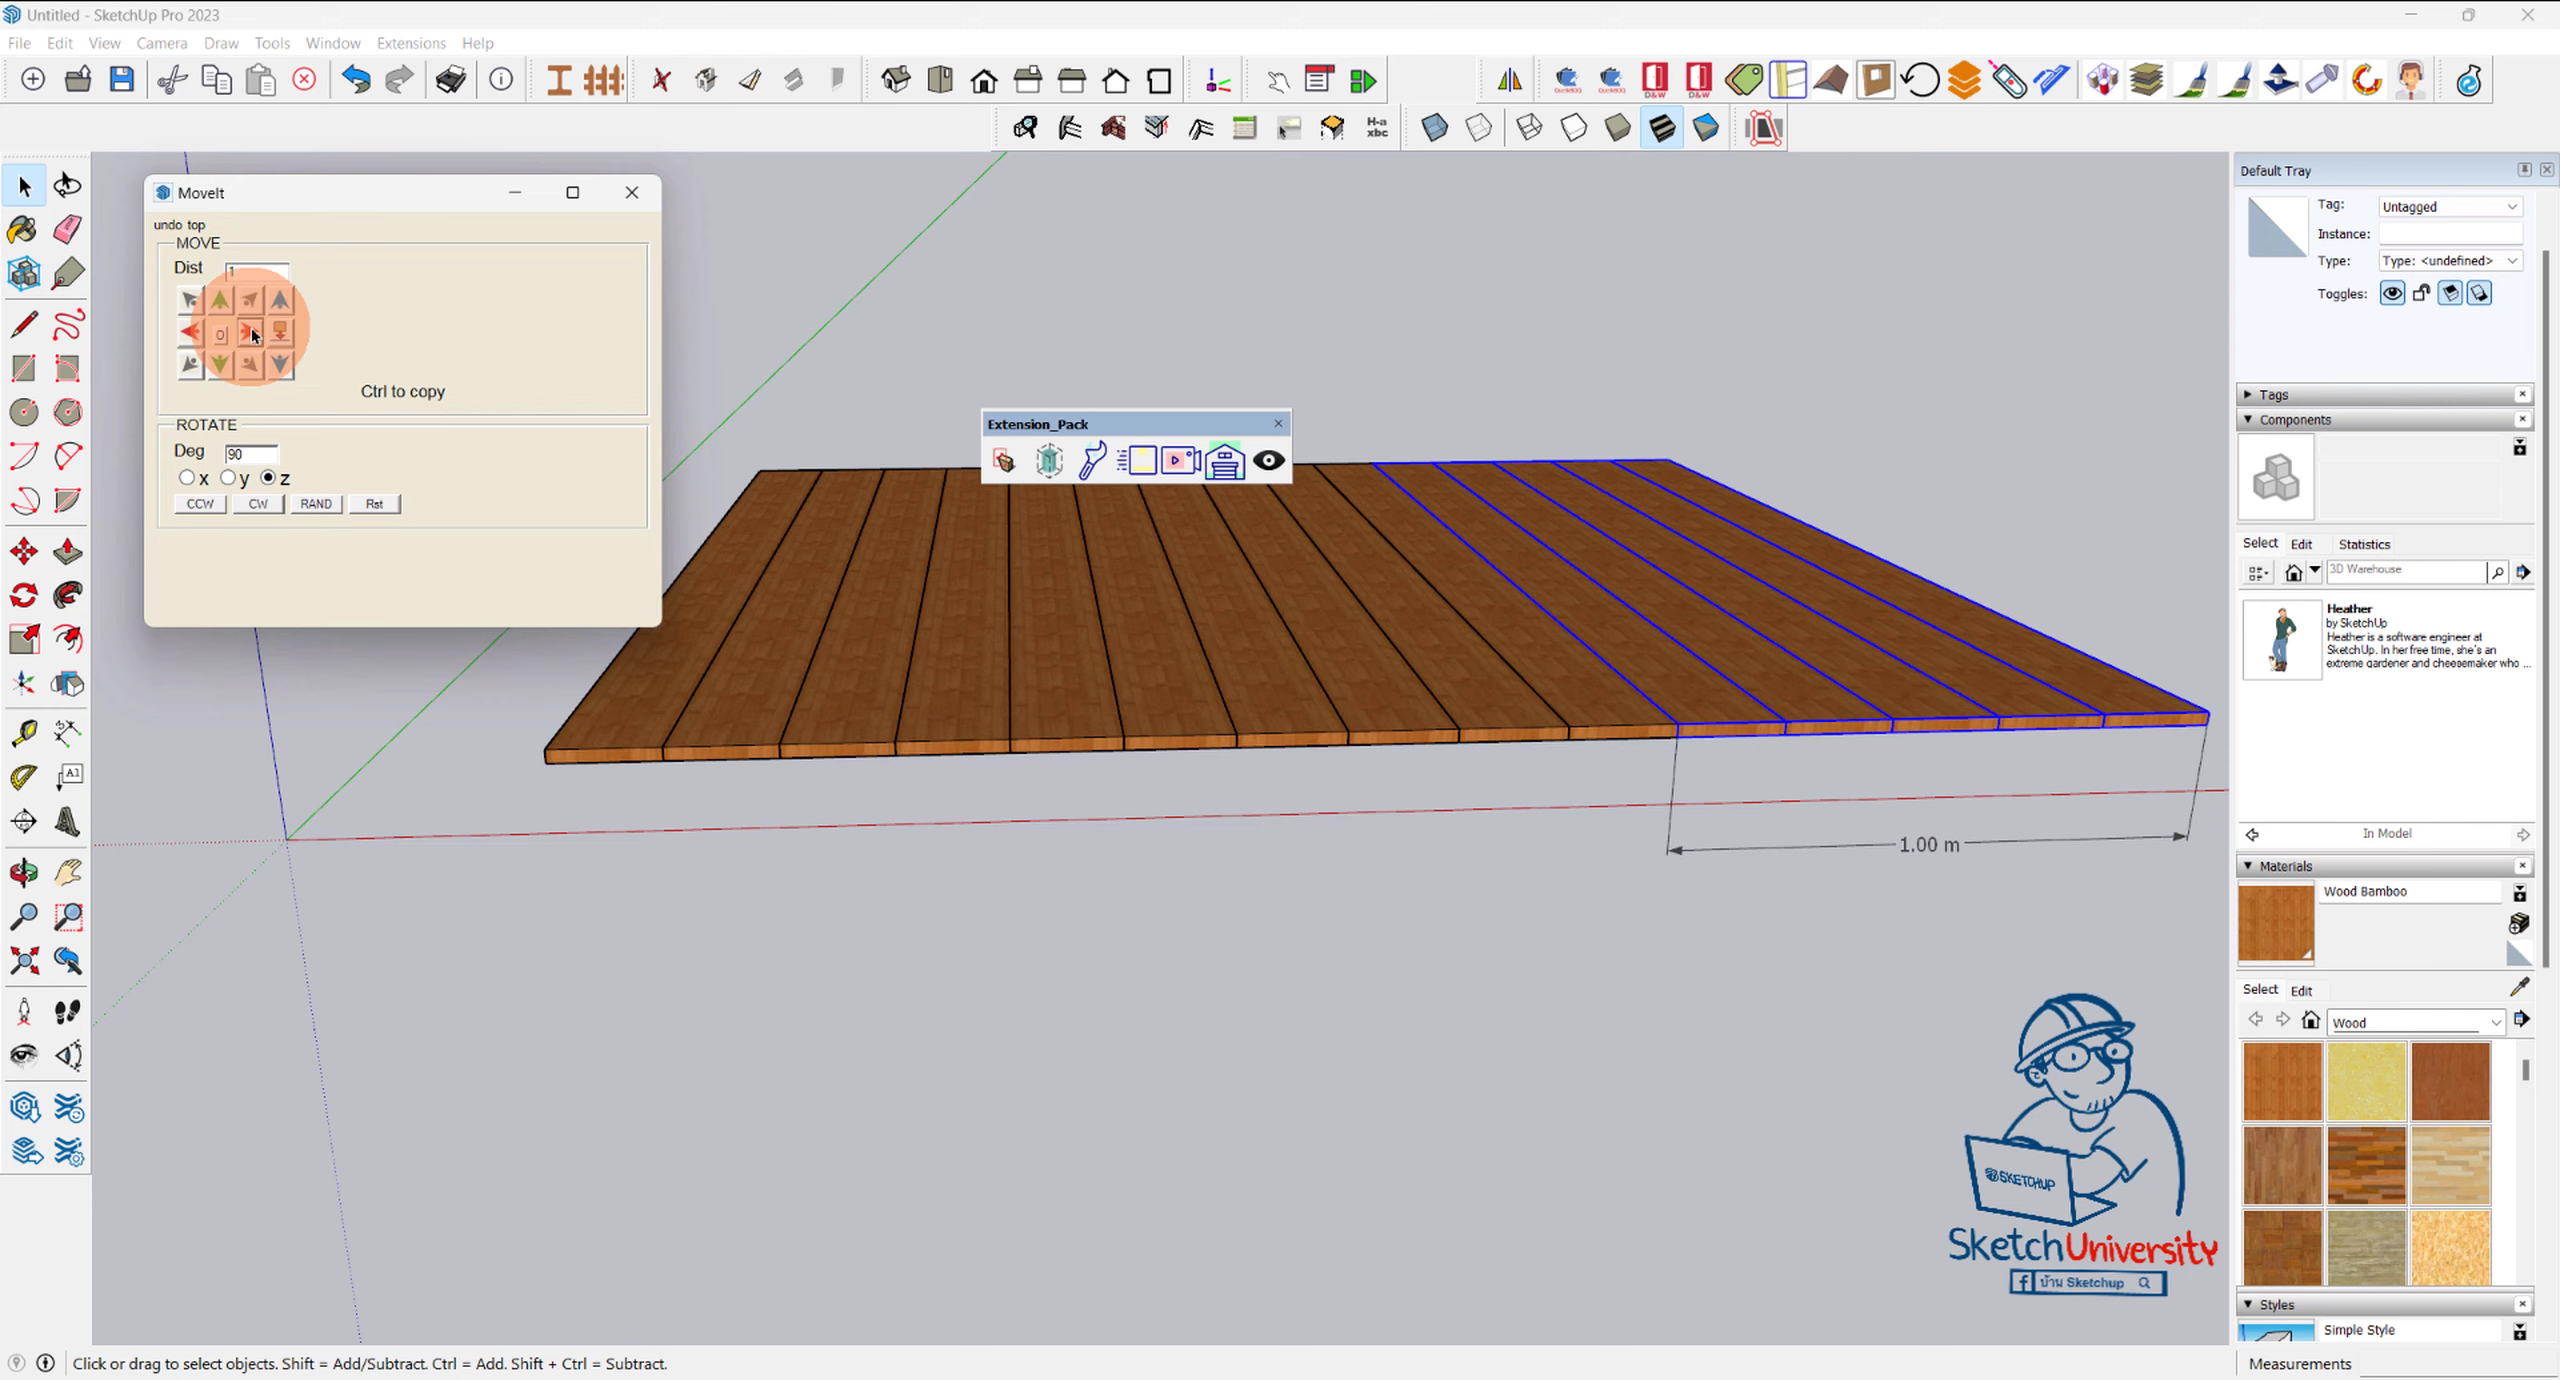 Untitled - SketchUp Pro 2023
File Edit View Camera Draw Tools Window Extensions Help
D&W D&W
H-a
xbc
MoveIt
undo top
MOVE
Dist 1
0
Ctrl to copy
ROTATE
Deg 90
x y z
CCW CW RAND Rst
A1
Extension_Pack
1.00 m
SKETCHUP
SketchUniversity
f บ้าน Sketchup
Default Tray
Tag: Untagged
Instance:
Type: Type: <undefined>
Toggles:
Tags
Components
Select Edit Statistics
3D Warehouse
Heather
by SketchUp
Heather is a software engineer at
SketchUp. In her free time, she's an
extreme gardener and cheesemaker who ...
In Model
Materials
Wood Bamboo
Select Edit
Wood
Styles
Simple Style
Click or drag to select objects. Shift = Add/Subtract. Ctrl = Add. Shift + Ctrl = Subtract.
Measurements